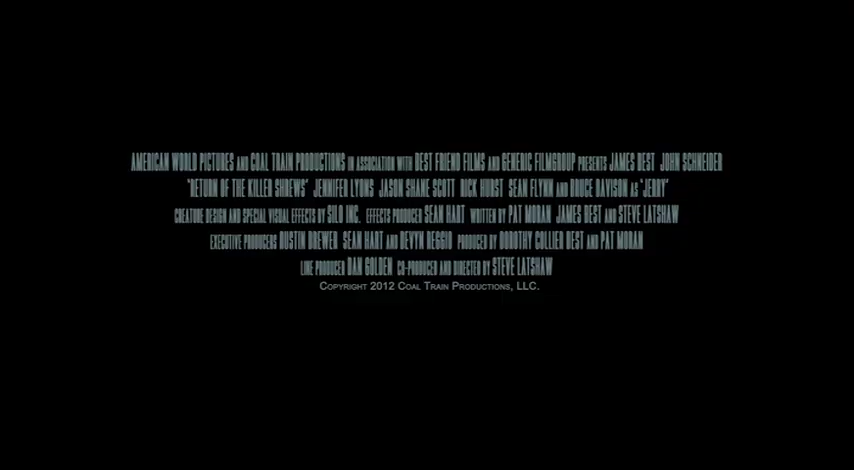 AMERICAN WORLD PICTURES AND COAL TRAIN PRODUCTIONS IN ASSOCIATION WITH BEST FRIEND FILMS AND GENERIC FILMGROUP PRESENTS JAMES BEST JOHN SCHNEIDER
"RETURN OF THE KILLER SHREWS" JENNIFER LYONS JASON SHANE SCOTT RICK HURST SEAN FLYNN AND BRUCE DAVISON AS "JERRY"
CREATURE DESIGN AND SPECIAL VISUAL EFFECTS BY SILO INC. EFFECTS PRODUCER SEAN HART WRITTEN BY PAT MORAN JAMES BEST AND STEVE LATSHAW
EXECUTIVE PRODUCERS DUSTIN DREWER SEAN HART AND DEVYN REGGIO PRODUCED BY DOROTHY COLLIER BEST AND PAT MORAN
LINE PRODUCER DAN GOLDEN CO-PRODUCED AND DIRECTED BY STEVE LATSHAW
COPYRIGHT 2012 COAL TRAIN PRODUCTIONS, LLC.